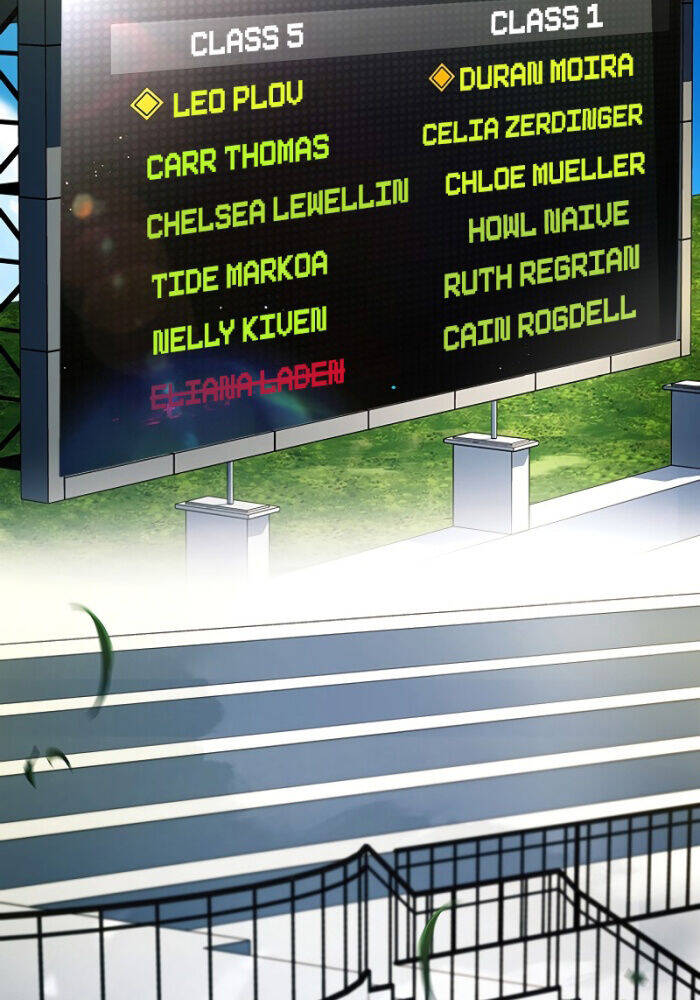 CLASS 5
LEO PLOV
CARR THOMAS
CHELSEA LEWELLIN
TIDE MARKOA
NELLY KIVEN
ELIANA LABEN
CLASS 1
DURAN MOIRA
CELIA ZERDINGER
CHLOE MUELLER
HOWL NAIVE
RUTH REGRIAN
CAIN ROGDELL